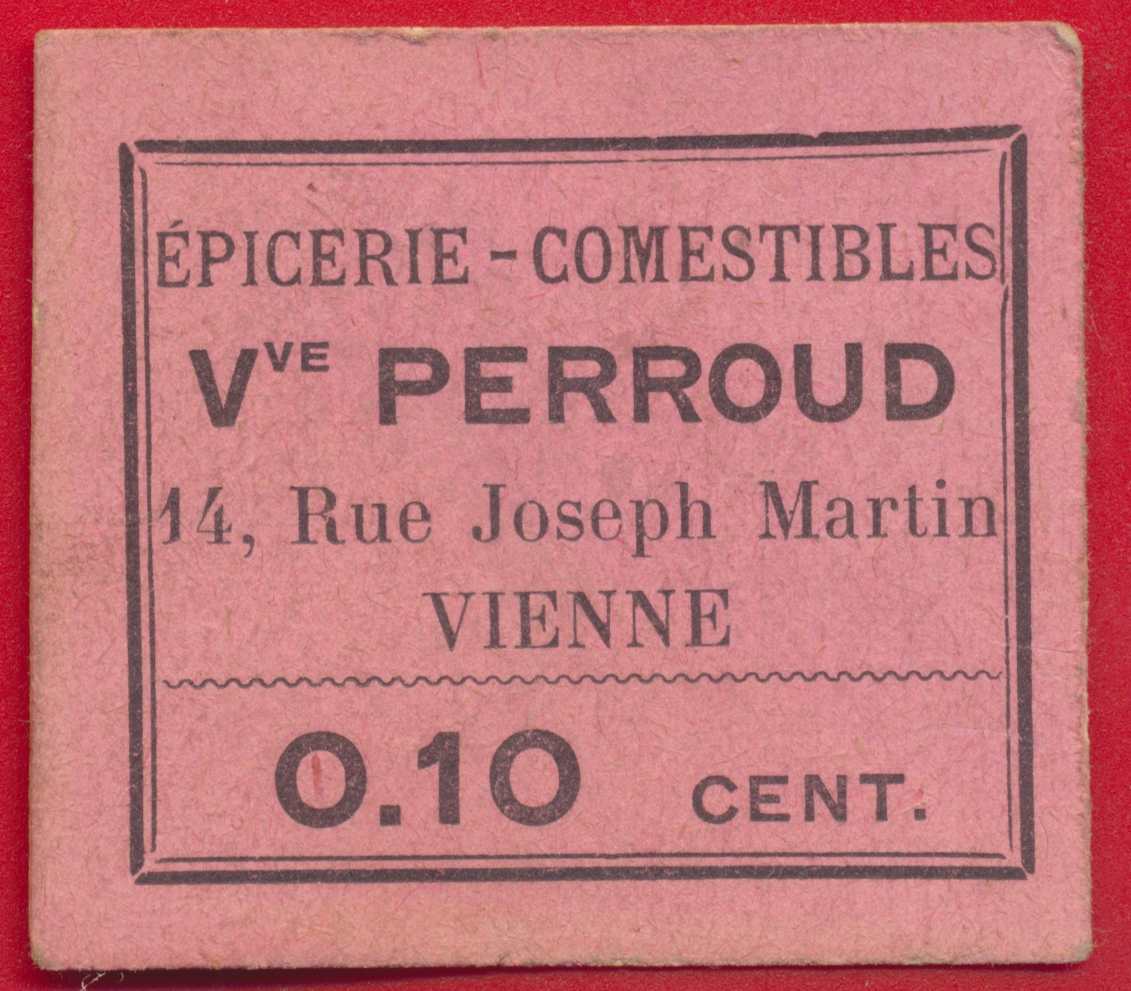 ÉPICERIE - COMESTIBLES
Vve PERROUD
14, Rue Joseph Martin
VIENNE
0.10 CENT.